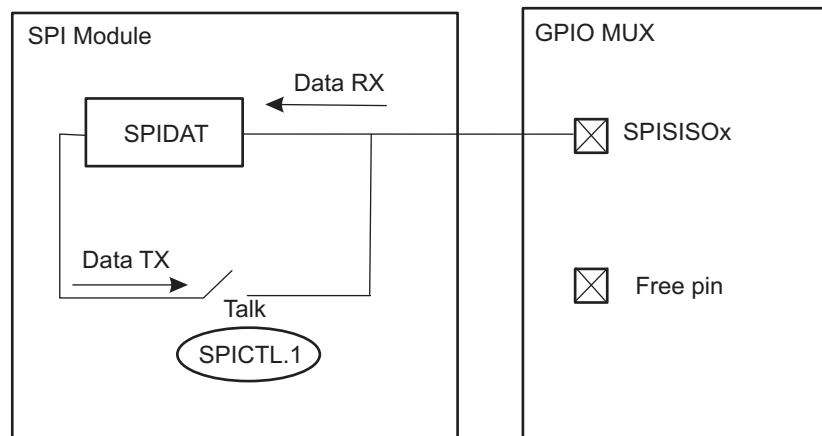 SPI Module
GPIO MUX
Data RX
SPIDAT
SPISISOx
Data TX
Free pin
Talk
SPICTL.1